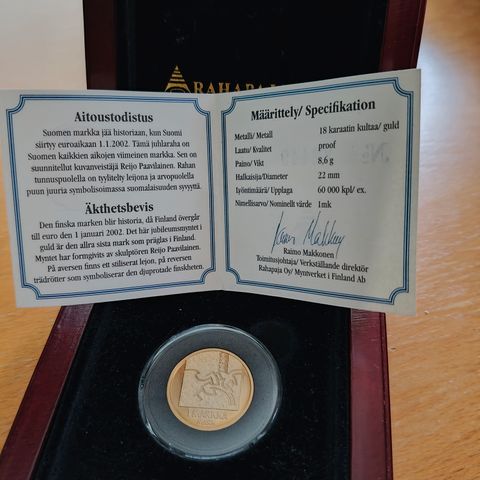 RAHAPAJA
Aitoustodistus
Suomen markka jää historiaan, kun Suomi
siirtyy euroaikaan 1.1.2002. Tämä juhlaraha on
Suomen kaikkien aikojen viimeinen markka. Sen on
suunnitellut kuvanveistäjä Reijo Paavilainen. Rahan
tunnuspuolella on tyylitelty leijona ja arvopuolella
puun juuria symbolisoimassa suomalaisuuden syvyyttä.
Äkthetsbevis
Den finska marken blir historia, då Finland övergår
till euro den 1 januari 2002. Det här jubileumsmyntet i
guld är den allra sista mark som präglas i Finland.
Myntet har formgivits av skulptören Reijo Paavilainen.
På aversen finns ett stiliserat lejon, på reversen
trädrötter som symboliserar den djuprotade finskheten.
Määrittely/ Specifikation
Metalli/ Metall 18 karaatin kultaa/ guld
Laatu/ Kvalitet proof
Paino/ Vikt 8,6 g
Halkaisija/Diameter 22 mm
Lyöntimäärä/ Upplaga 60 000 kpl/ ex.
Nimellisarvo/ Nominellt värde 1mk
Raimo Makkonen
Toimitusjohtaja/ Verkställande direktör
Rahapaja Oy/ Myntverket i Finland Ab
1 MARKKA